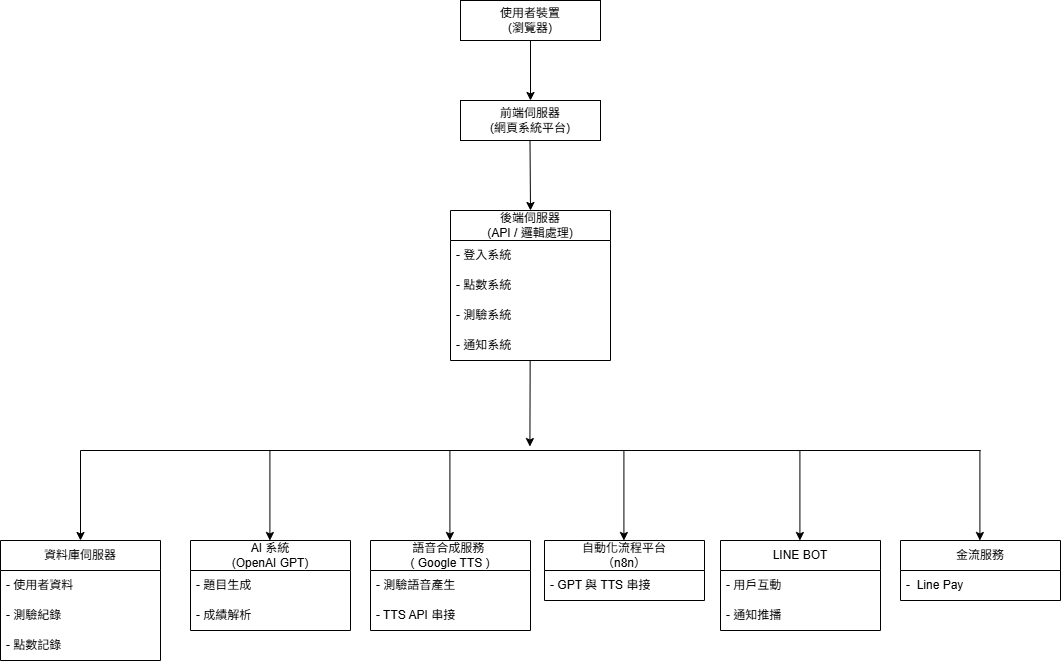 使用者裝置
(瀏覽器)
前端伺服器
(網頁系統平台)
後端伺服器
(API / 邏輯處理)
- 登入系統
- 點數系統
- 測驗系統
- 通知系統
資料庫伺服器
- 使用者資料
- 測驗紀錄
- 點數記錄
AI 系統
(OpenAI GPT)
- 題目生成
- 成績解析
語音合成服務
( Google TTS )
- 測驗語音產生
- TTS API 串接
自動化流程平台
(n8n)
- GPT 與 TTS 串接
LINE BOT
- 用戶互動
- 通知推播
金流服務
- Line Pay